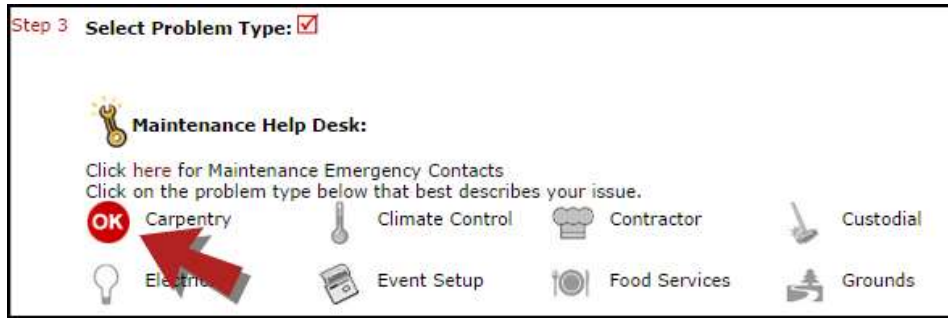 Step 3 Select Problem Type:
Maintenance Help Desk:
Click here for Maintenance Emergency Contacts
Click on the problem type below that best describes your issue.
OK Carpentry Climate Control Contractor Custodial
Event Setup Food Services Grounds